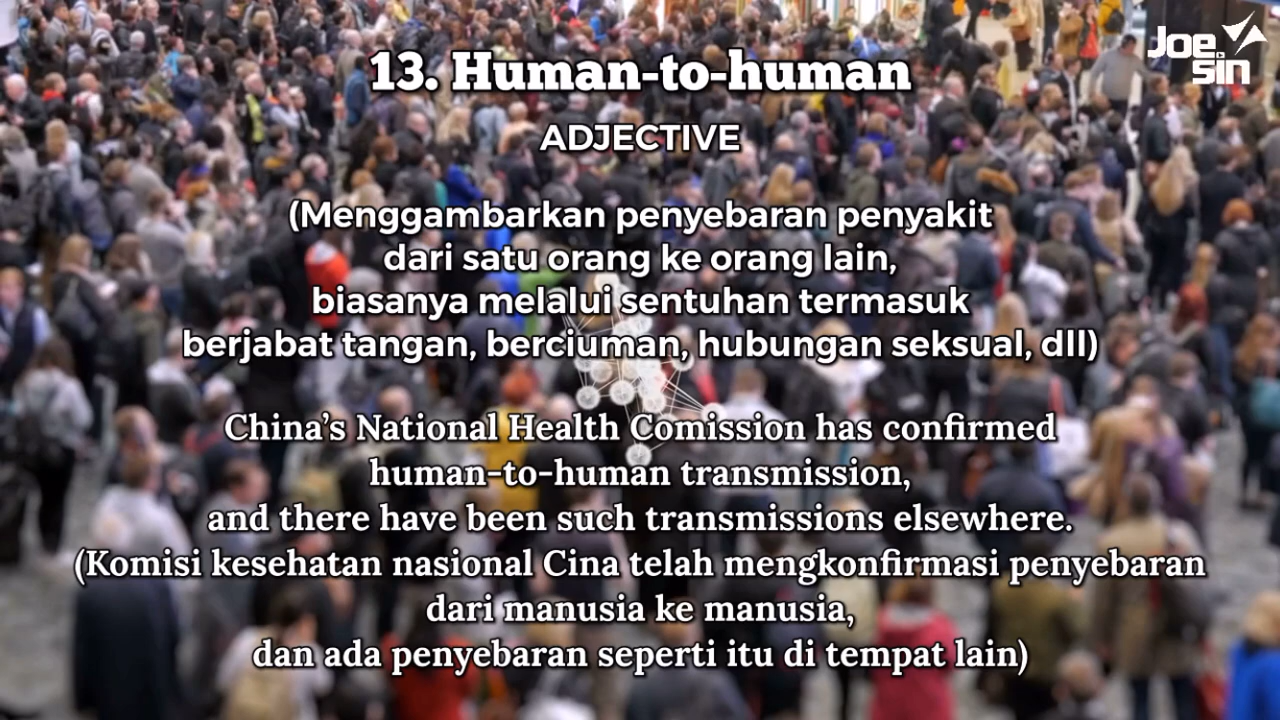 Joe
sin
13. Human-to-human
ADJECTIVE
(Menggambarkan penyebaran penyakit
dari satu orang ke orang lain,
biasanya melalui sentuhan termasuk
berjabat tangan, berciuman, hubungan seksual, dll)
China's National Health Comission has confirmed
human-to-human transmission,
and there have been such transmissions elsewhere.
(Komisi kesehatan nasional Cina telah mengkonfirmasi penyebaran
dari manusia ke manusia,
dan ada penyebaran seperti itu di tempat lain)